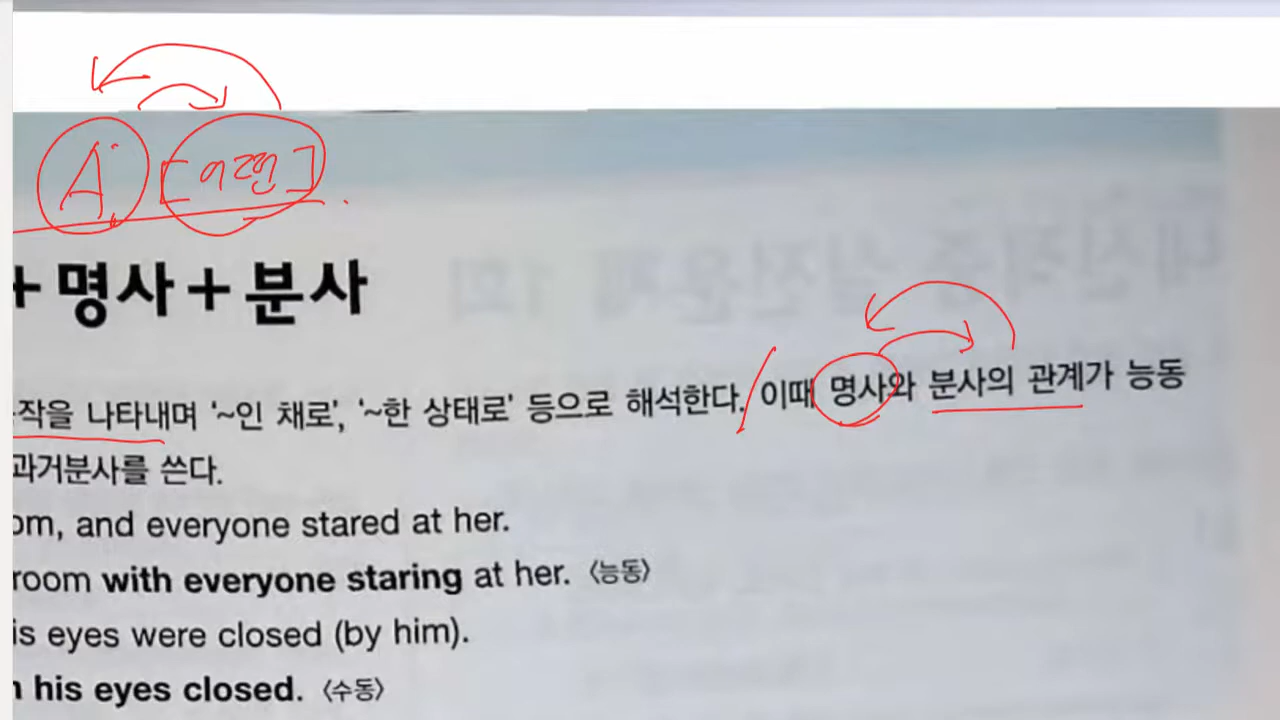 A [이런]
+ 명사 + 분사
작을 나타내며 '~인 채로', '~한 상태로' 등으로 해석한다. 이때 명사와 분사의 관계가 능동
과거분사를 쓴다.
om, and everyone stared at her.
room with everyone staring at her. 〈능동〉
is eyes were closed (by him).
his eyes closed. 〈수동〉